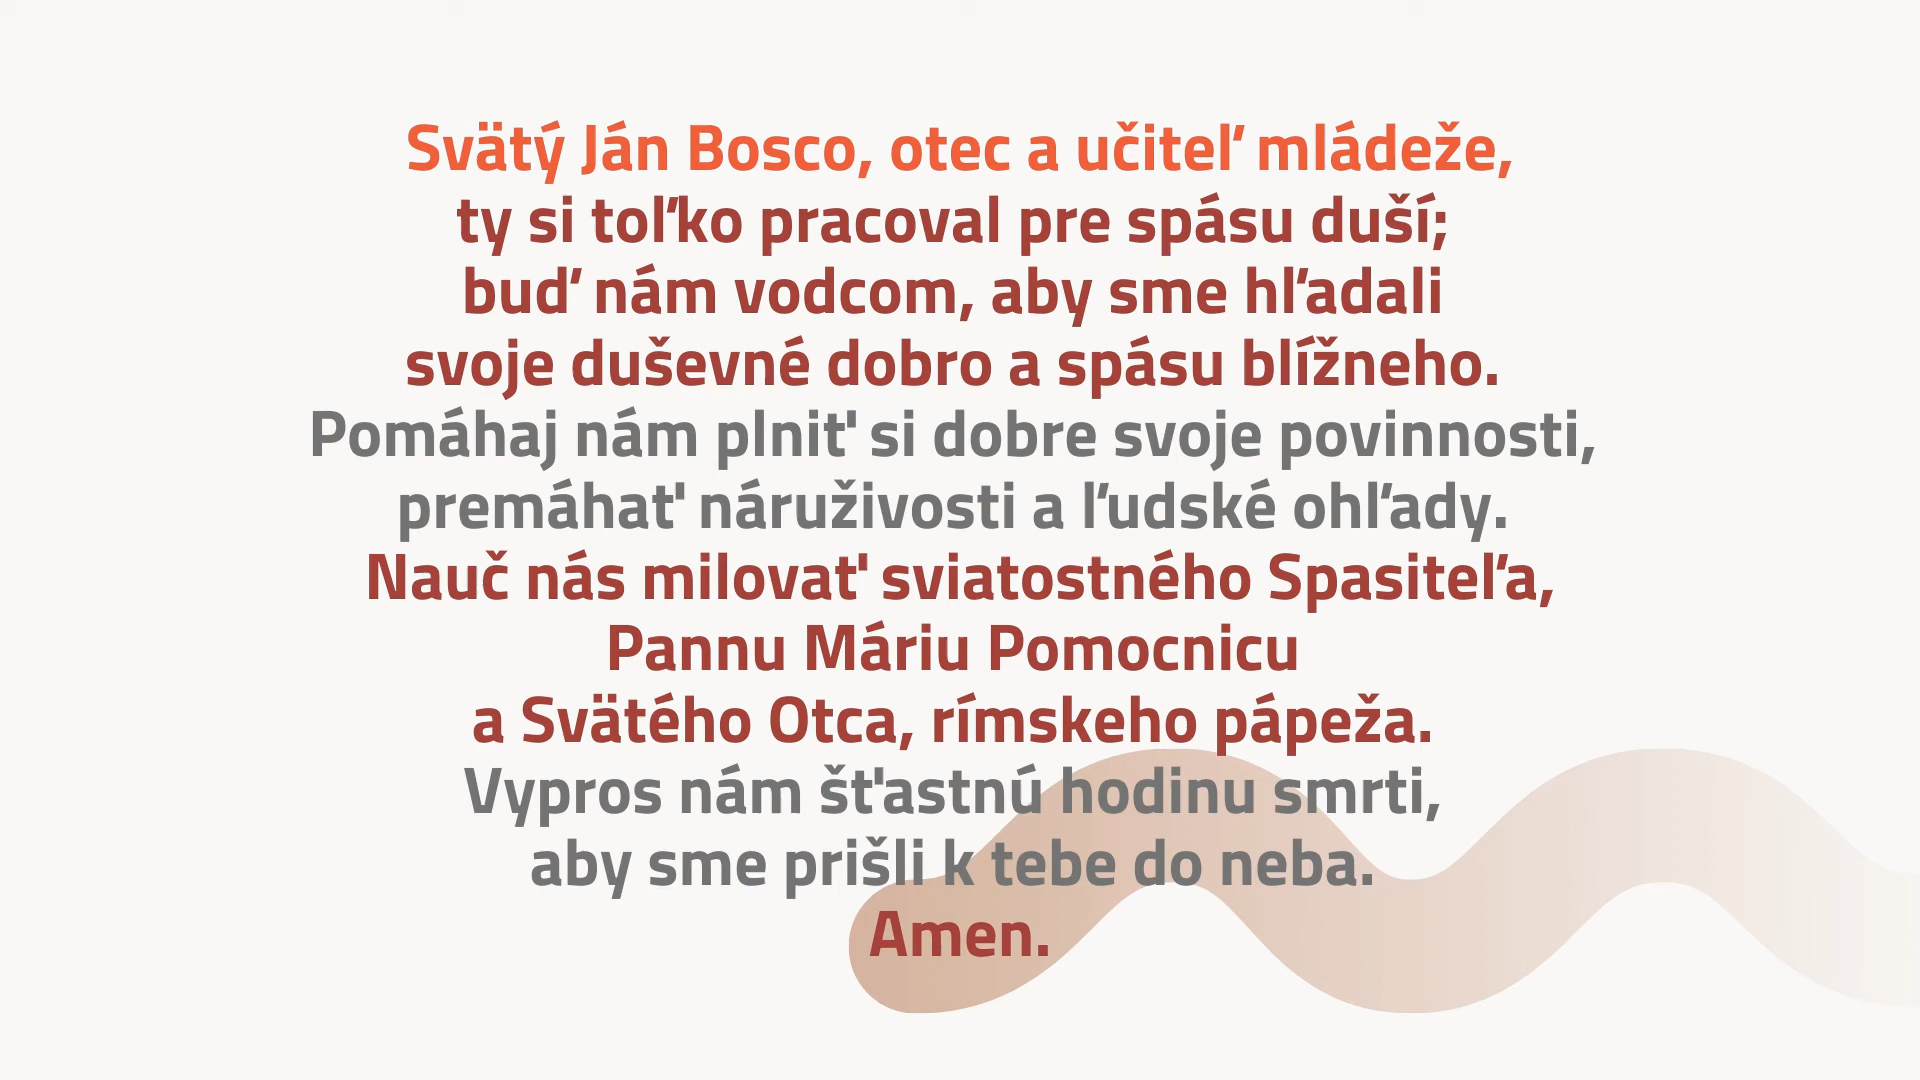 Svätý Ján Bosco, otec a učiteľ mládeže,
ty si toľko pracoval pre spásu duší;
buď nám vodcom, aby sme hľadali
svoje duševné dobro a spásu blížneho.
Pomáhaj nám plniť si dobre svoje povinnosti,
premáhať náruživosti a ľudské ohľady.
Nauč nás milovať sviatostného Spasiteľa,
Pannu Máriu Pomocnicu
a Svätého Otca, rímskeho pápeža.
Vypros nám šťastnú hodinu smrti,
aby sme prišli k tebe do neba.
Amen.